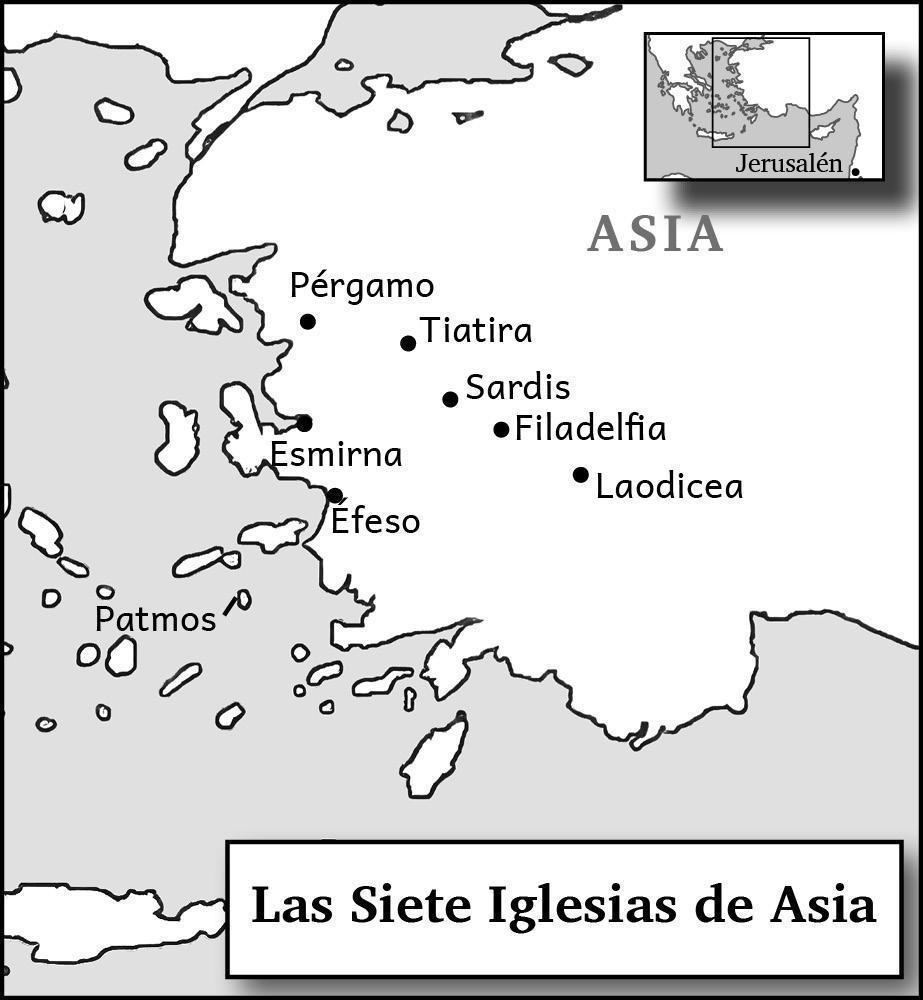 Jerusalén
ASIA
Pérgamo
Tiatira
Sardis
Filadelfia
Esmirna
Laodicea
Éfeso
Patmos
Las Siete Iglesias de Asia